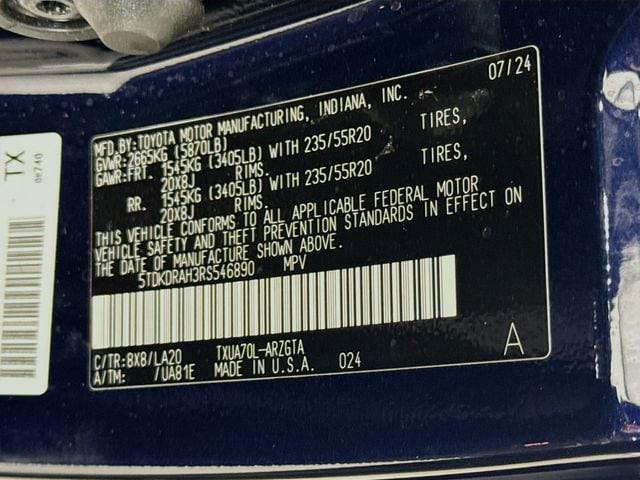 07/24
MFD.BY:TOYOTA MOTOR MANUFACTURING, INDIANA, INC.
GVWR:2665KG (5870LB)
GAWR:FRT. 1545KG (3405LB) WITH 235/55R20 TIRES,
20X8J RIMS.
RR. 1545KG (3405LB) WITH 235/55R20 TIRES,
20X8J RIMS.
THIS VEHICLE CONFORMS TO ALL APPLICABLE FEDERAL MOTOR
VEHICLE SAFETY AND THEFT PREVENTION STANDARDS IN EFFECT ON
THE DATE OF MANUFACTURE SHOWN ABOVE.
5TDKDRAH3RS546890 MPV
C/TR:8X8/LA20 TXUA70L-ARZGTA
A/TM: /UA81E MADE IN U.S.A. 024
A
TX